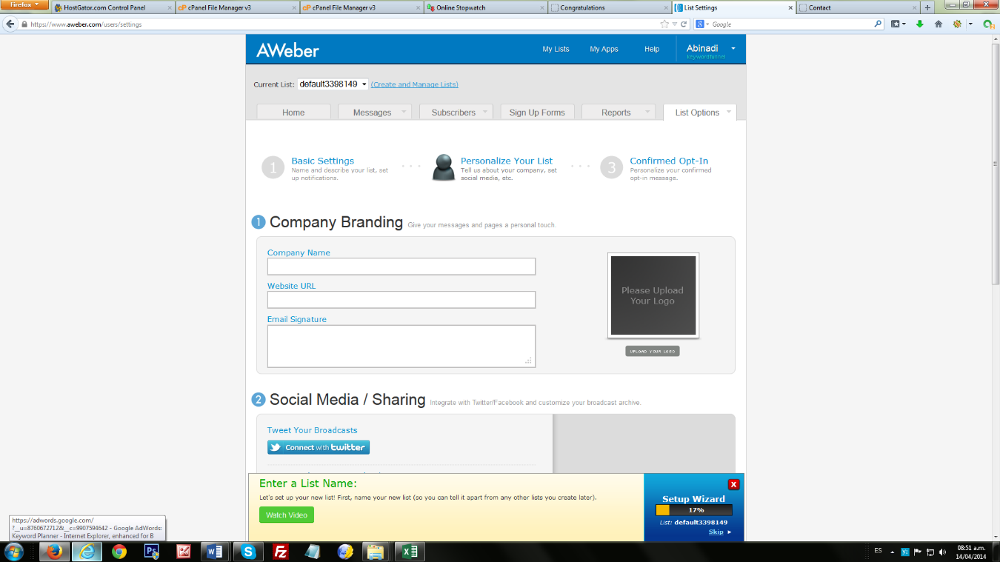 Firefox
HostGator.com Control Panel
cPanel File Manager v3
cPanel File Manager v3
Online Stopwatch
Congratulations
List Settings
Contact
https://www.aweber.com/users/settings
Google
AWeber
My Lists
My Apps
Help
Abinadi
keywordtunnel
Current List: default3398149 (Create and Manage Lists)
Home
Messages
Subscribers
Sign Up Forms
Reports
List Options
1
Basic Settings
Name and describe your list, set
up notifications.
Personalize Your List
Tell us about your company, set
social media, etc.
3
Confirmed Opt-In
Personalize your confirmed
opt-in message.
1 Company Branding Give your messages and pages a personal touch.
Company Name
Website URL
Email Signature
Please Upload
Your Logo
UPLOAD YOUR LOGO
2 Social Media / Sharing Integrate with Twitter/Facebook and customize your broadcast archive.
Tweet Your Broadcasts
Connect with twitter
Enter a List Name:
Let's set up your new list! First, name your new list (so you can tell it apart from any other lists you create later).
Watch Video
X
Setup Wizard
17%
List: default3398149
Skip
https://adwords.google.com/
?__u=8760672712&__c=9907594642 - Google AdWords:
Keyword Planner - Internet Explorer, enhanced for B
ES
08:51 a.m.
14/04/2014